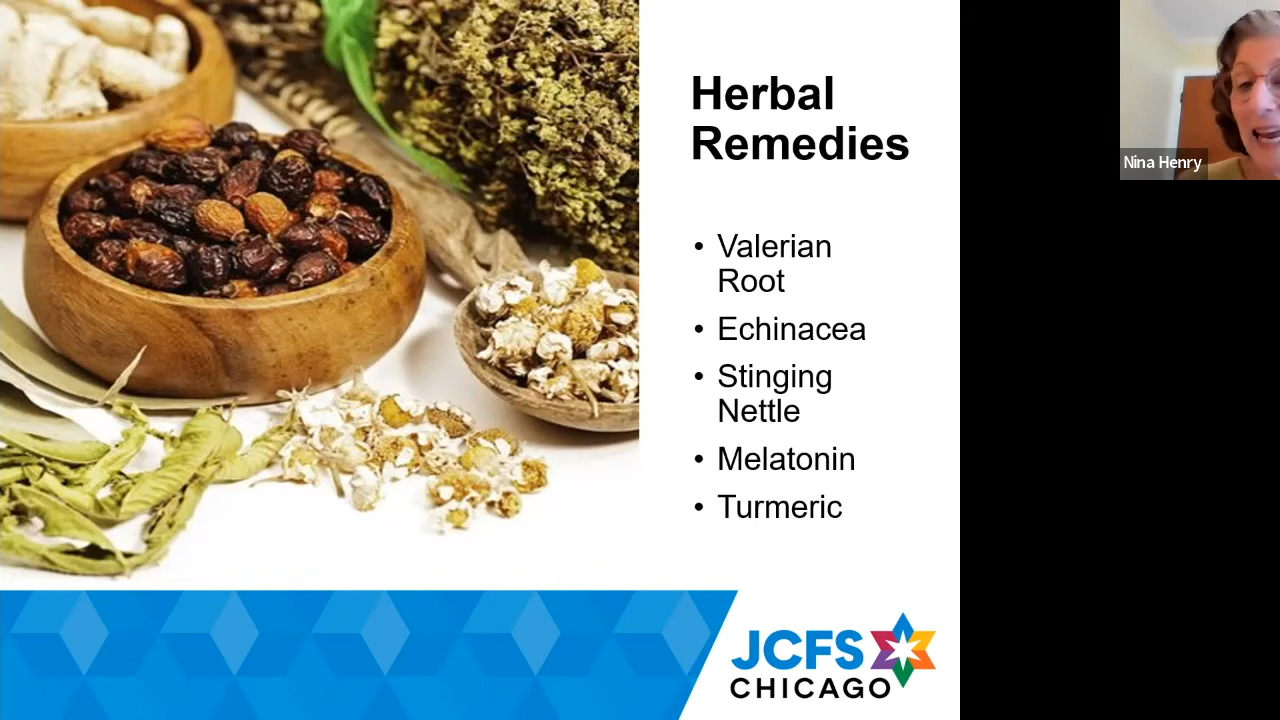 Herbal
Remedies
• Valerian
Root
• Echinacea
• Stinging
Nettle
• Melatonin
• Turmeric
JCFS
CHICAGO
Nina Henry